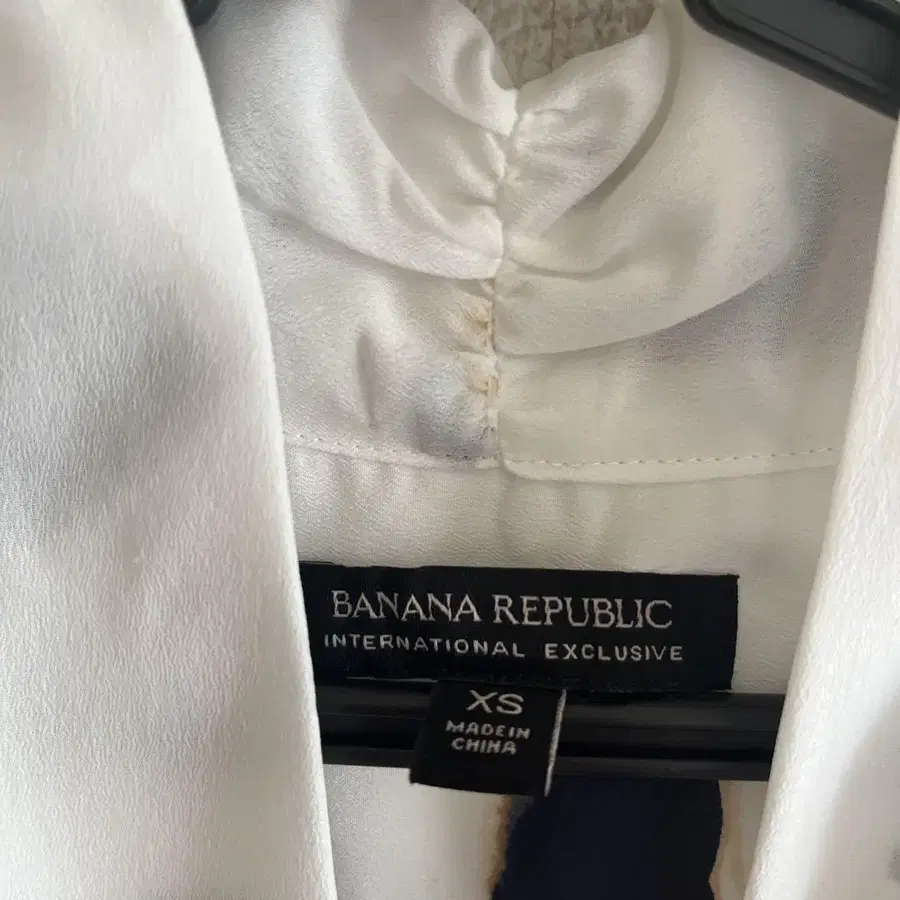 BANANA REPUBLIC
INTERNATIONAL EXCLUSIVE
XS
MADE IN
CHINA